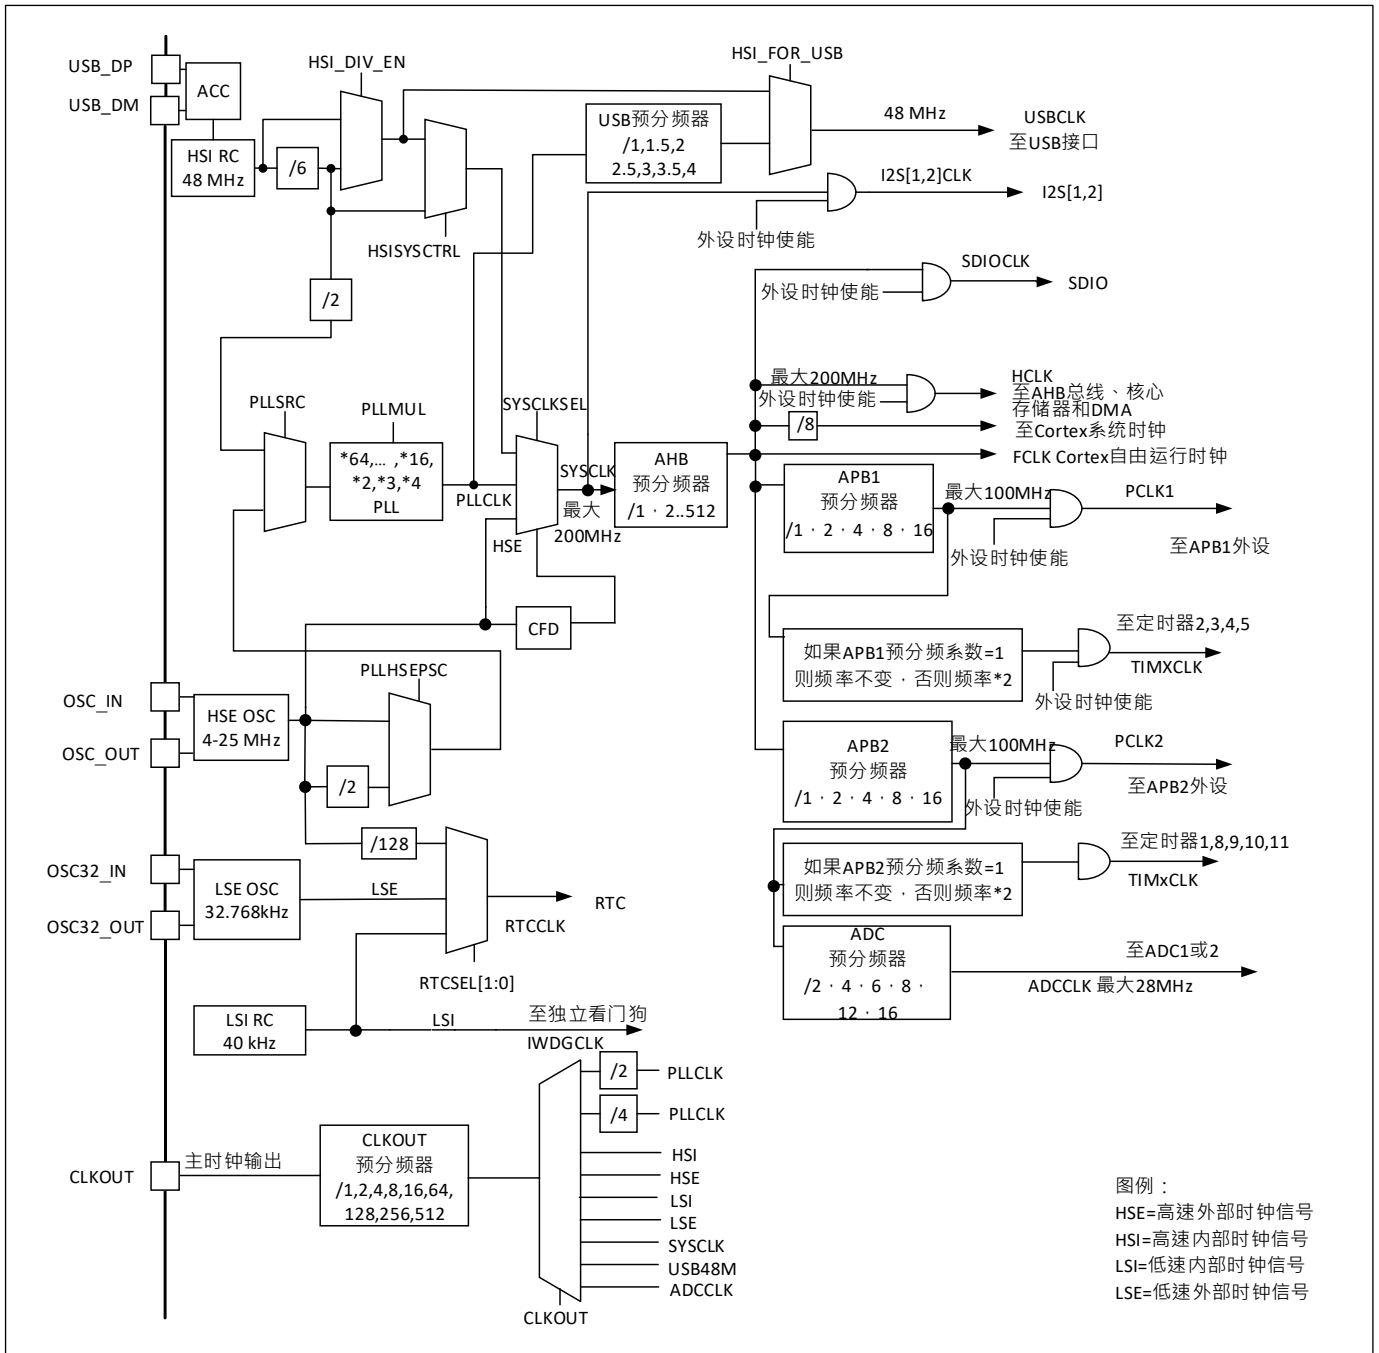 USB_DP
USB_DM
ACC
HSI RC
48 MHz
HSI_DIV_EN
/6
HSISYSCTRL
/2
HSI_FOR_USB
USB预分频器
/1,1.5,2
2.5,3,3.5,4
48 MHz
USBCLK
至USB接口
I2S[1,2]CLK
I2S[1,2]
外设时钟使能
SDIOCLK
SDIO
外设时钟使能
最大200MHz
外设时钟使能
HCLK
至AHB总线、核心
存储器和DMA
/8
至Cortex系统时钟
FCLK Cortex自由运行时钟
PLLSRC
PLLMUL
*64,... ,*16,
*2,*3,*4
PLL
PLLCLK
SYSCLKSEL
HSE
SYSCLK
最大
200MHz
AHB
预分频器
/1 · 2..512
APB1
预分频器
/1 · 2 · 4 · 8 · 16
最大100MHz
外设时钟使能
PCLK1
至APB1外设
CFD
如果APB1预分频系数=1
则频率不变 · 否则频率*2
至定时器2,3,4,5
TIMXCLK
外设时钟使能
PLLHSEPSC
OSC_IN
OSC_OUT
HSE OSC
4-25 MHz
/2
APB2
预分频器
/1 · 2 · 4 · 8 · 16
最大100MHz
外设时钟使能
PCLK2
至APB2外设
/128
OSC32_IN
OSC32_OUT
LSE OSC
32.768kHz
LSE
RTC
RTCCLK
RTCSEL[1:0]
如果APB2预分频系数=1
则频率不变 · 否则频率*2
至定时器1,8,9,10,11
TIMxCLK
ADC
预分频器
/2 · 4 · 6 · 8 ·
12 · 16
至ADC1或2
ADCCLK 最大28MHz
LSI RC
40 kHz
LSI
至独立看门狗
IWDGCLK
/2
PLLCLK
/4
PLLCLK
HSI
HSE
LSI
LSE
SYSCLK
USB48M
ADCCLK
CLKOUT
CLKOUT
主时钟输出
CLKOUT
预分频器
/1,2,4,8,16,64,
128,256,512
图例：
HSE=高速外部时钟信号
HSI=高速内部时钟信号
LSI=低速内部时钟信号
LSE=低速外部时钟信号